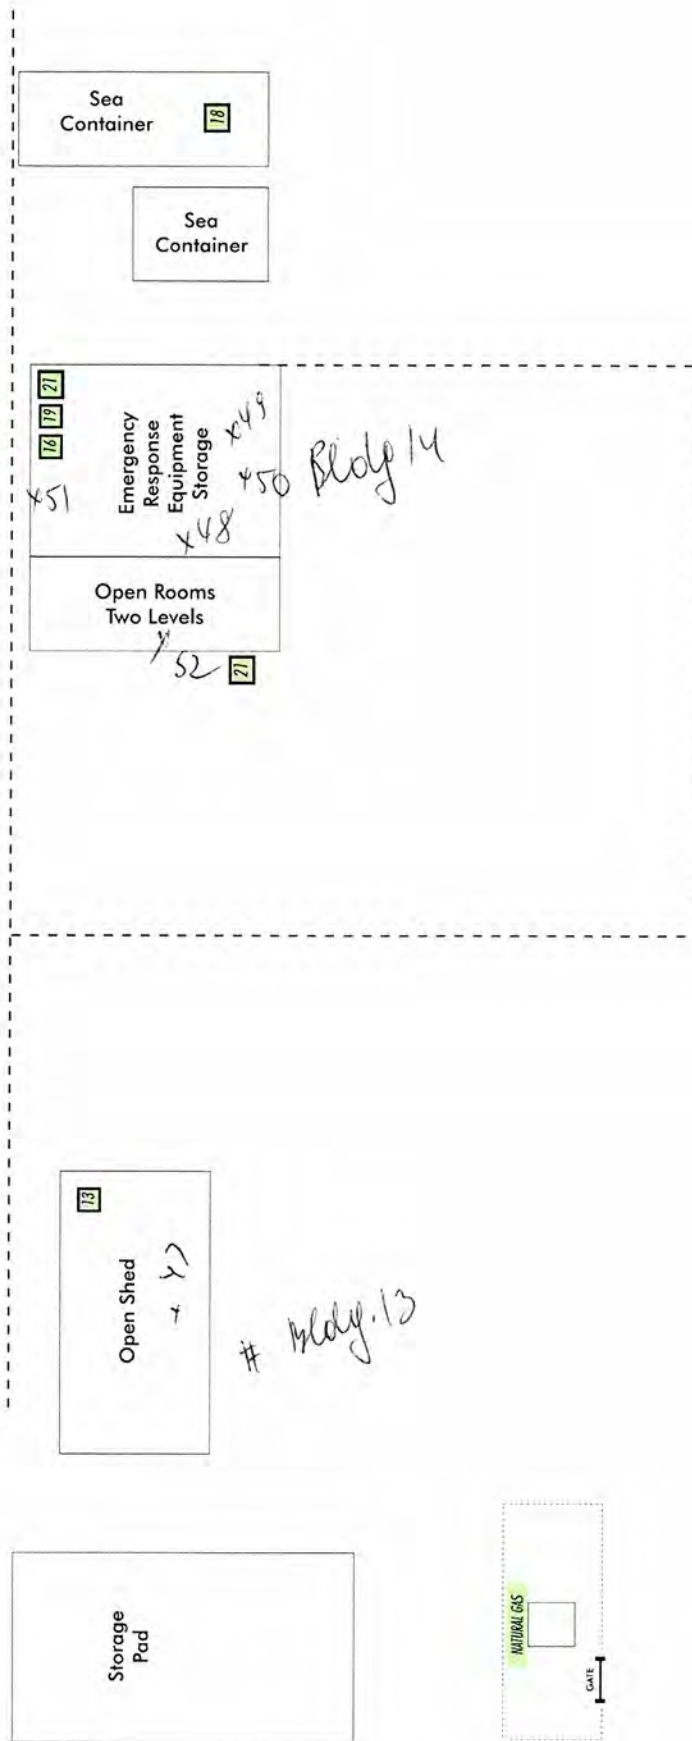 Sea
Container
18
Sea
Container
16 19 21
Emergency
Response
Equipment
Storage
x49
x50
Bldg 14
x51
x48
Open Rooms
Two Levels
52
21
13
Open Shed
# Bldg.13
Storage
Pad
NATURAL GAS
GATE